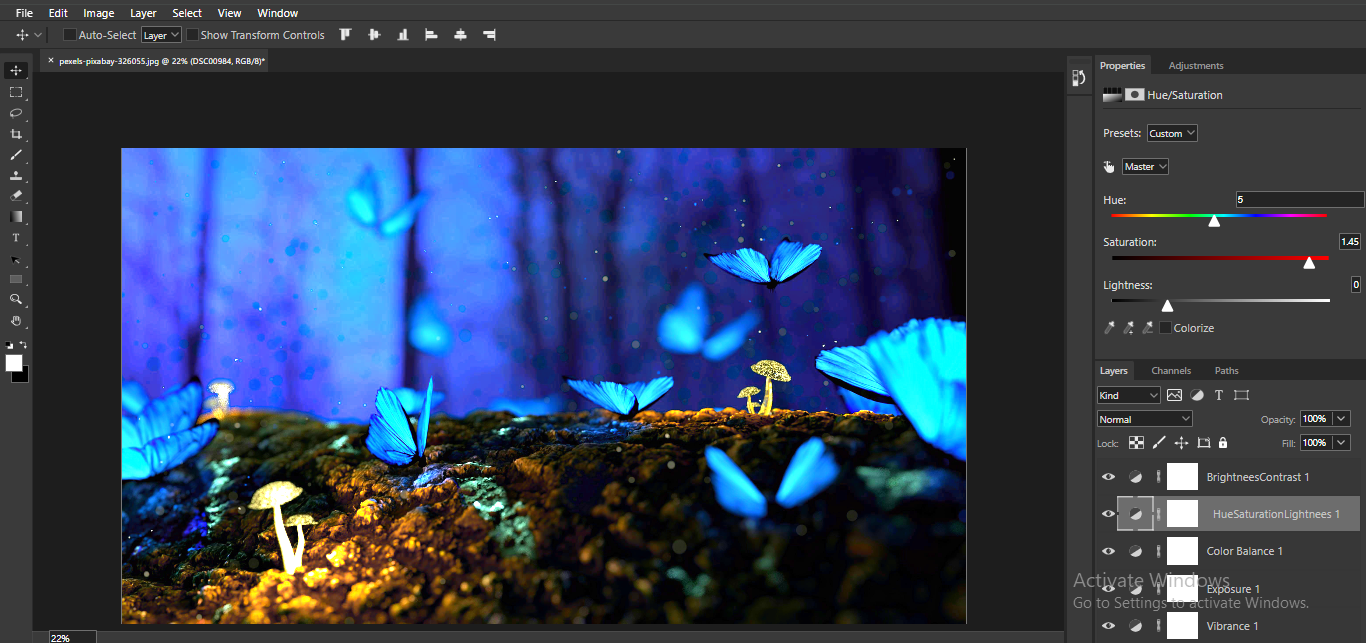 File Edit Image Layer Select View Window
Auto-Select Layer Show Transform Controls
× pexels-pixabay-326055.jpg @ 22% (DSC00984, RGB/8)*
Properties Adjustments
Hue/Saturation
Presets: Custom
Master
Hue: 5
Saturation: 1.45
Lightness: 0
Colorize
Layers Channels Paths
Kind T
Normal Opacity: 100%
Lock: Fill: 100%
BrightneesContrast 1
HueSaturationLightnees 1
Color Balance 1
Exposure 1
Vibrance 1
Activate Windows
Go to Settings to activate Windows.
T
22%